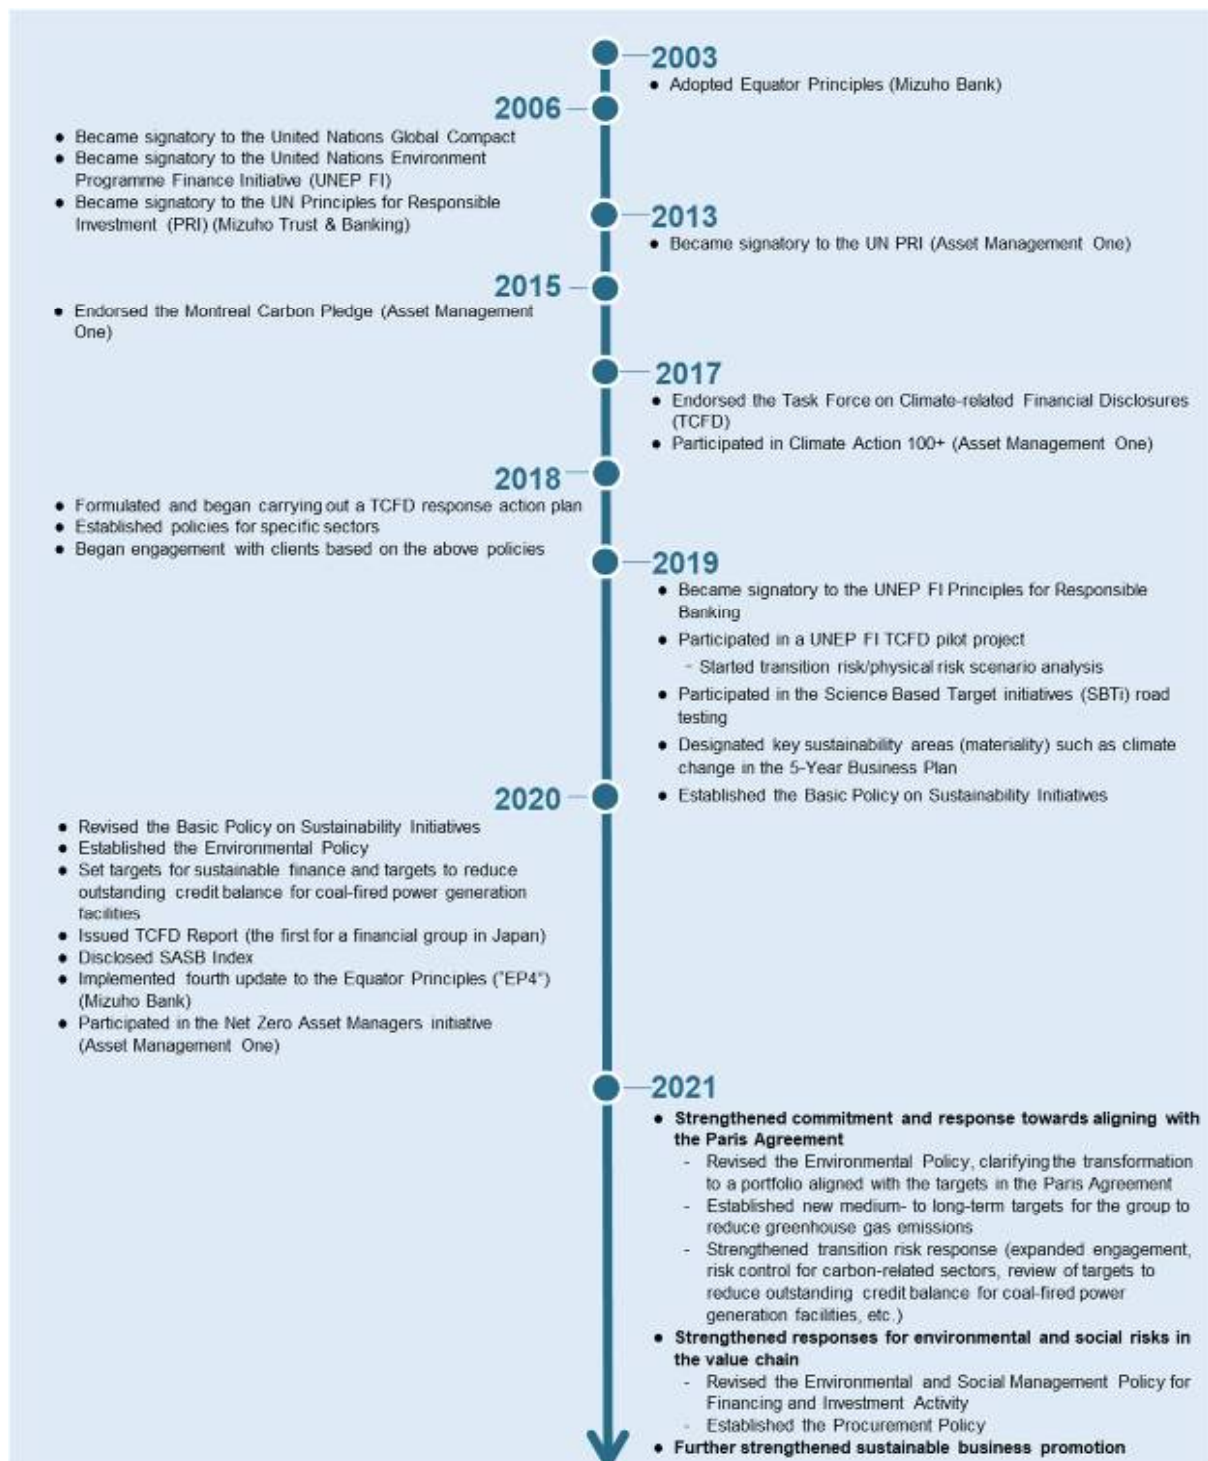 2003
● Adopted Equator Principles (Mizuho Bank)
2006
● Became signatory to the United Nations Global Compact
● Became signatory to the United Nations Environment
Programme Finance Initiative (UNEP FI)
● Became signatory to the UN Principles for Responsible
Investment (PRI) (Mizuho Trust & Banking)
2013
● Became signatory to the UN PRI (Asset Management One)
2015
● Endorsed the Montreal Carbon Pledge (Asset Management
One)
2017
● Endorsed the Task Force on Climate-related Financial Disclosures
(TCFD)
● Participated in Climate Action 100+ (Asset Management One)
2018
● Formulated and began carrying out a TCFD response action plan
● Established policies for specific sectors
● Began engagement with clients based on the above policies
2019
● Became signatory to the UNEP FI Principles for Responsible
Banking
● Participated in a UNEP FI TCFD pilot project
- Started transition risk/physical risk scenario analysis
● Participated in the Science Based Target initiatives (SBTi) road
testing
● Designated key sustainability areas (materiality) such as climate
change in the 5-Year Business Plan
● Established the Basic Policy on Sustainability Initiatives
2020
● Revised the Basic Policy on Sustainability Initiatives
● Established the Environmental Policy
● Set targets for sustainable finance and targets to reduce
outstanding credit balance for coal-fired power generation
facilities
● Issued TCFD Report (the first for a financial group in Japan)
● Disclosed SASB Index
● Implemented fourth update to the Equator Principles ("EP4")
(Mizuho Bank)
● Participated in the Net Zero Asset Managers initiative
(Asset Management One)
2021
● Strengthened commitment and response towards aligning with
the Paris Agreement
- Revised the Environmental Policy, clarifying the transformation
to a portfolio aligned with the targets in the Paris Agreement
- Established new medium- to long-term targets for the group to
reduce greenhouse gas emissions
- Strengthened transition risk response (expanded engagement,
risk control for carbon-related sectors, review of targets to
reduce outstanding credit balance for coal-fired power
generation facilities, etc.)
● Strengthened responses for environmental and social risks in
the value chain
- Revised the Environmental and Social Management Policy for
Financing and Investment Activity
- Established the Procurement Policy
● Further strengthened sustainable business promotion